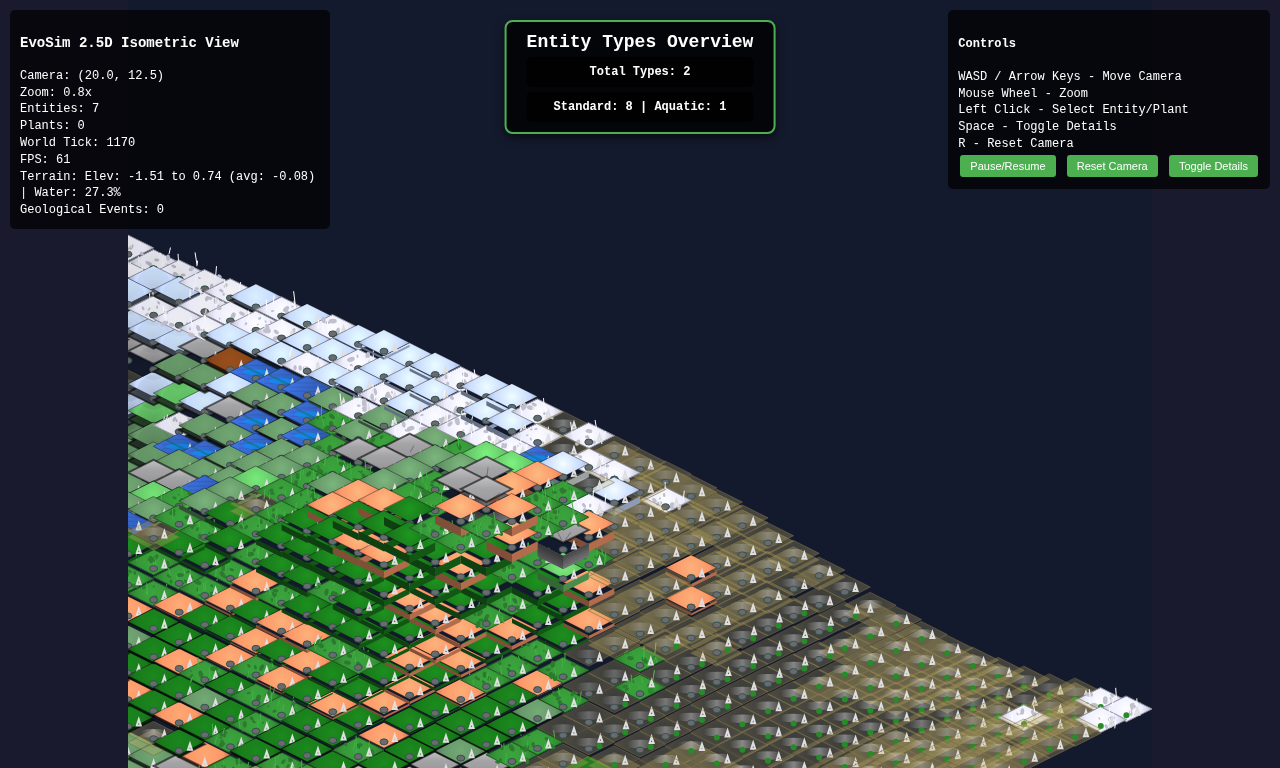 EvoSim 2.5D Isometric View
Camera: (20.0, 12.5)
Zoom: 0.8x
Entities: 7
Plants: 0
World Tick: 1170
FPS: 61
Terrain: Elev: -1.51 to 0.74 (avg: -0.08)
| Water: 27.3%
Geological Events: 0
Entity Types Overview
Total Types: 2
Standard: 8 | Aquatic: 1
Controls
WASD / Arrow Keys - Move Camera
Mouse Wheel - Zoom
Left Click - Select Entity/Plant
Space - Toggle Details
R - Reset Camera
Pause/Resume Reset Camera Toggle Details